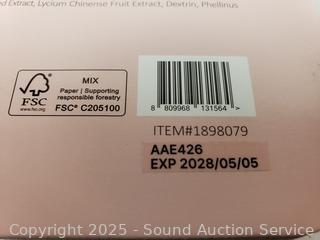 ed Extract, Lycium Chinense Fruit Extract, Dextrin, Phellinus
MIX
Paper | Supporting
responsible forestry
FSC
www.fsc.org
FSC® C205100
8 809968 131564 >
ITEM#1898079
AAE426
EXP 2028/05/05
Copyright 2025 - Sound Auction Service